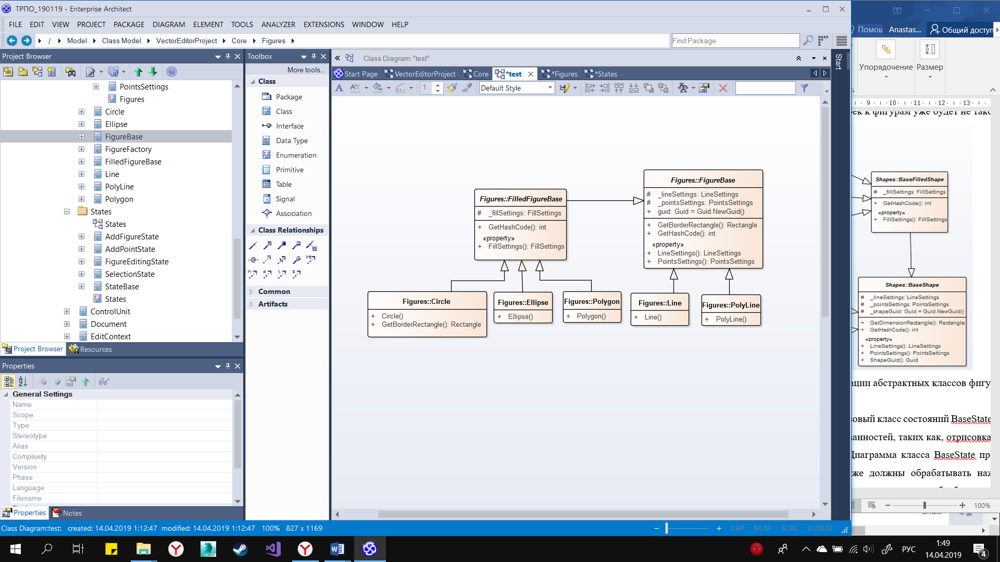 ТРПО_190119 - Enterprise Architect
FILE EDIT VIEW PROJECT PACKAGE DIAGRAM ELEMENT TOOLS ANALYZER EXTENSIONS WINDOW HELP
/ Model Class Model VectorEditorProject Core Figures
Find Package
Project Browser
PointsSettings
Figures
Circle
Ellipse
FigureBase
FigureFactory
FilledFigureBase
Line
PolyLine
Polygon
States
States
AddFigureState
AddPointState
FigureEditingState
SelectionState
StateBase
States
ControlUnit
Document
EditContext
Project Browser Resources
Properties
General Settings
Name
Scope
Type
Stereotype
Alias
Complexity
Version
Phase
Language
Filename
Properties Notes
Toolbox
More tools...
Class
Package
Class
Interface
Data Type
Enumeration
Primitive
Table
Signal
Association
Class Relationships
Common
Artifacts
Class Diagram: "test"
Start Page VectorEditorProject Core *test *Figures *States
1 Default Style
Start
Figures::FilledFigureBase
# _fillSettings: FillSettings
+ GetHashCode(): int
«property»
+ FillSettings(): FillSettings
Figures::FigureBase
# _lineSettings: LineSettings
# _pointsSettings: PointsSettings
+ guid: Guid = Guid.NewGuid()
+ GetBorderRectangle(): Rectangle
+ GetHashCode(): int
«property»
+ LineSettings(): LineSettings
+ PointsSettings(): PointsSettings
Figures::Circle
+ Circle()
+ GetBorderRectangle(): Rectangle
Figures::Ellipse
+ Ellipse()
Figures::Polygon
+ Polygon()
Figures::Line
+ Line()
Figures::PolyLine
+ PolyLine()
Class Diagram:test: created: 14.04.2019 1:12:47 modified: 14.04.2019 1:12:47 100% 827 x 1169
CAP NUM SCRL CLOUD
Помощ Anastas... Общий доступ
Упорядочение Размер
9 10 11 12 13
ек к фигурам уже будет не тако
Shapes::BaseFilledShape
# _fillSettings: FillSettings
+ GetHashCode(): int
«property»
+ FillSettings(): FillSettings
Shapes::BaseShape
# _lineSettings: LineSettings
# _pointsSettings: PointsSettings
# _shapeGuid: Guid = Guid.NewGuid()
+ GetDimensionRectangle(): Rectangle
+ GetHashCode(): int
«property»
+ LineSettings(): LineSettings
+ PointsSettings(): PointsSettings
+ ShapeGuid(): Guid
ации абстрактных классов фигу
овый класс состояний BaseState
анностей, таких как, отрисовка
Диаграмма класса BaseState пр
же должны обрабатывать наж
100%
РУС
1:49
14.04.2019
4